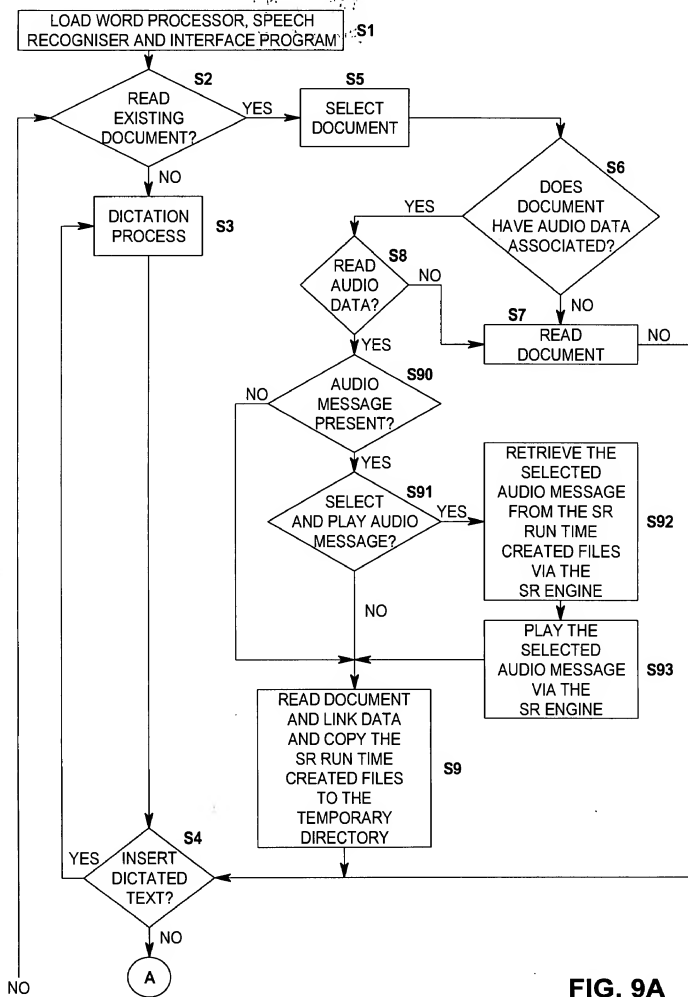 LOAD WORD PROCESSOR, SPEECH
RECOGNISER AND INTERFACE PROGRAM
S1
S2
READ
EXISTING
DOCUMENT?
YES
S5
SELECT
DOCUMENT
NO
S6
DOES
DOCUMENT
HAVE AUDIO DATA
ASSOCIATED?
YES
DICTATION
PROCESS
S3
S8
READ
AUDIO
DATA?
NO
NO
S7
READ
DOCUMENT
NO
YES
S90
AUDIO
MESSAGE
PRESENT?
NO
YES
S91
SELECT
AND PLAY AUDIO
MESSAGE?
YES
RETRIEVE THE
SELECTED
AUDIO MESSAGE
FROM THE SR
RUN TIME
CREATED FILES
VIA THE
SR ENGINE
S92
NO
PLAY THE
SELECTED
AUDIO MESSAGE
VIA THE
SR ENGINE
S93
READ DOCUMENT
AND LINK DATA
AND COPY THE
SR RUN TIME
CREATED FILES
TO THE
TEMPORARY
DIRECTORY
S9
S4
YES
INSERT
DICTATED
TEXT?
NO
A
NO
FIG. 9A